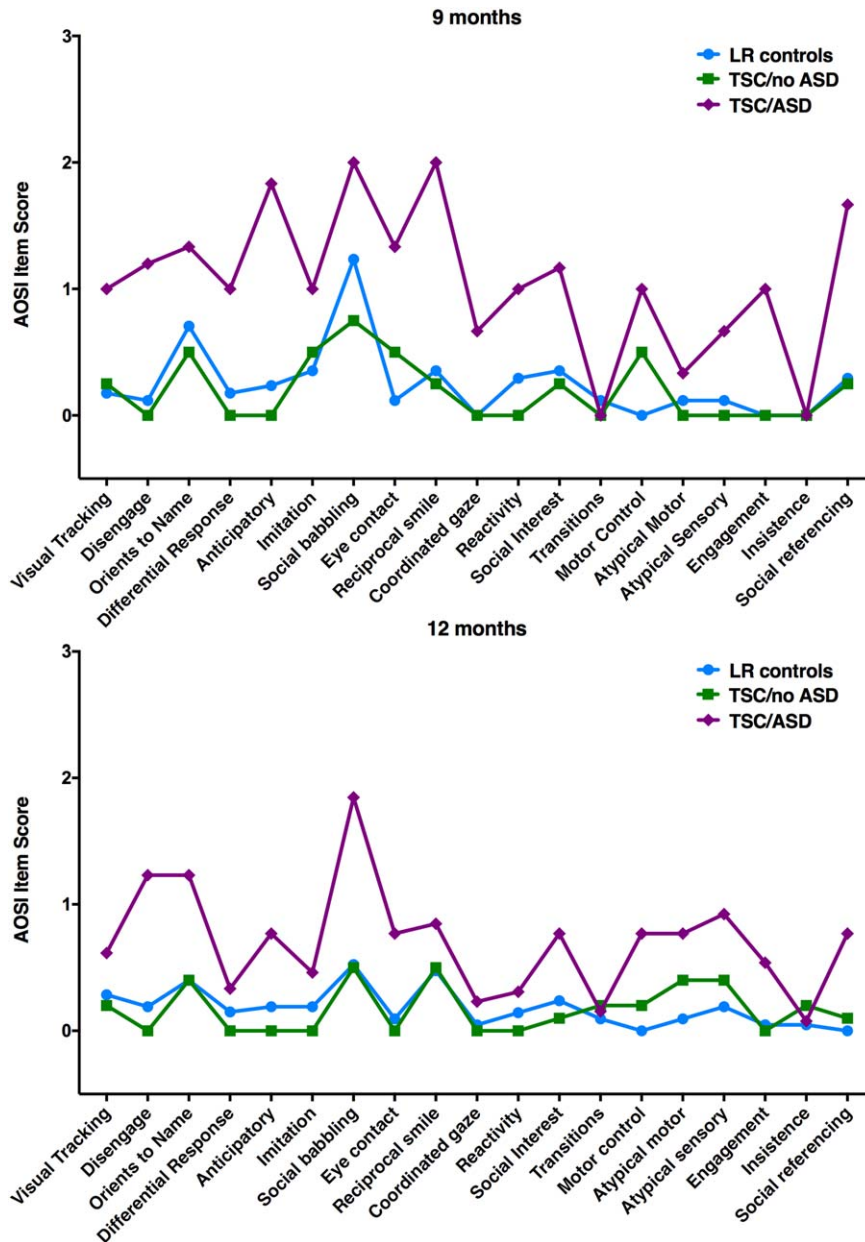 9 months
3
2
1
0
AOSI Item Score
LR controls
TSC/no ASD
TSC/ASD
Visual Tracking
Disengage
Orients to Name
Differential Response
Anticipatory
Imitation
Social babbling
Eye contact
Reciprocal smile
Coordinated gaze
Reactivity
Social Interest
Transitions
Motor Control
Atypical Motor
Atypical Sensory
Engagement
Insistence
Social referencing
12 months
3
2
1
0
AOSI Item Score
LR controls
TSC/no ASD
TSC/ASD
Visual Tracking
Disengage
Orients to Name
Differential Response
Anticipatory
Imitation
Social babbling
Eye contact
Reciprocal smile
Coordinated gaze
Reactivity
Social Interest
Transitions
Motor control
Atypical motor
Atypical sensory
Engagement
Insistence
Social referencing